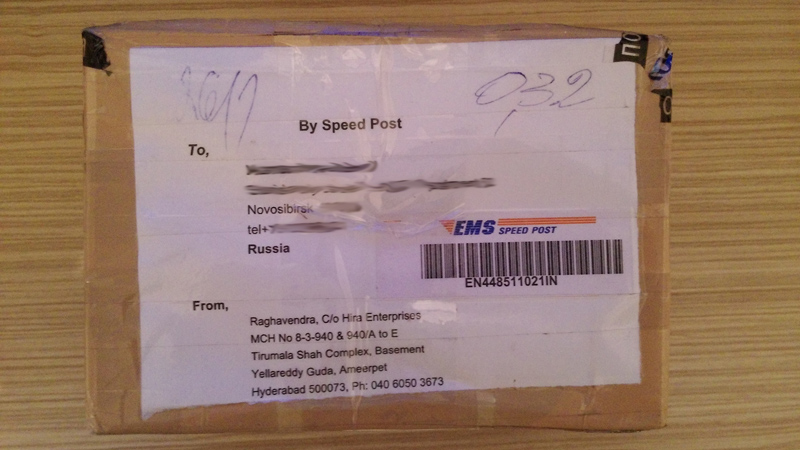 ПО
032
By Speed Post
To,
Novosibirsk
tel+
Russia
EMS SPEED POST
EN448511021IN
From,
Raghavendra, C/o Hira Enterprises
MCH No 8-3-940 & 940/A to E
Tirumala Shah Complex, Basement
Yellareddy Guda, Ameerpet
Hyderabad 500073, Ph: 040 6050 3673